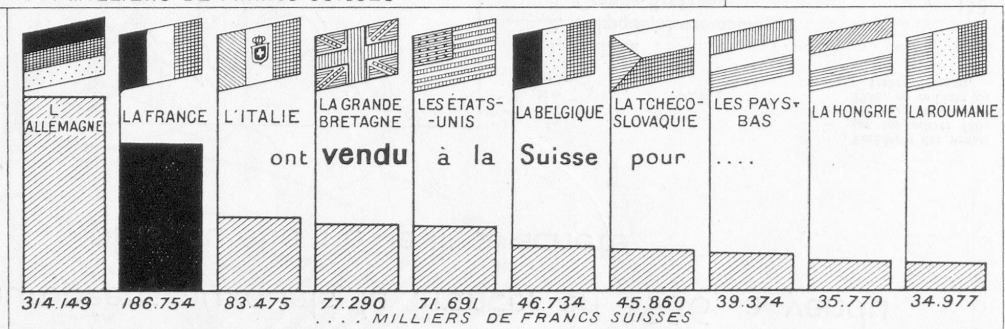 L'
ALLEMAGNE
LA FRANCE
L'ITALIE
LA GRANDE
BRETAGNE
LES ÉTATS-
-UNIS
LA BELGIQUE
LA TCHÉCO-
SLOVAQUIE
LES PAYS-
BAS
LA HONGRIE
LA ROUMANIE
ont vendu à la Suisse pour ....
314.149 186.754 83.475 77.290 71.691 46.734 45.860 39.374 35.770 34.977
.... MILLIERS DE FRANCS SUISSES